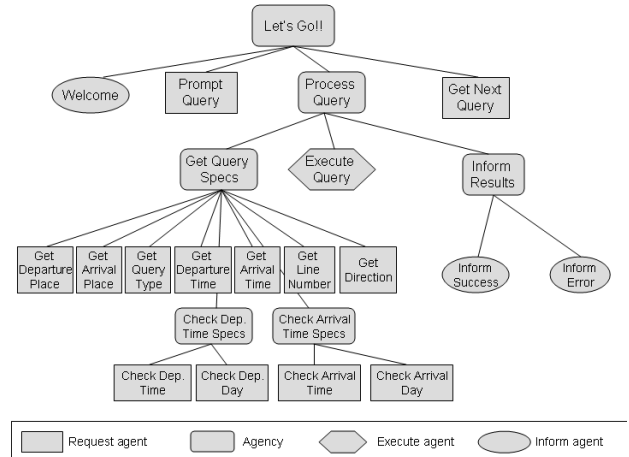 Let's Go!!
Welcome
Prompt
Query
Process
Query
Get Next
Query
Get Query
Specs
Execute
Query
Inform
Results
Get
Departure
Place
Get
Arrival
Place
Get
Query
Type
Get
Departure
Time
Get
Arrival
Time
Get
Line
Number
Get
Direction
Inform
Success
Inform
Error
Check Dep.
Time Specs
Check Arrival
Time Specs
Check Dep.
Time
Check Dep.
Day
Check Arrival
Time
Check Arrival
Day
Request agent
Agency
Execute agent
Inform agent